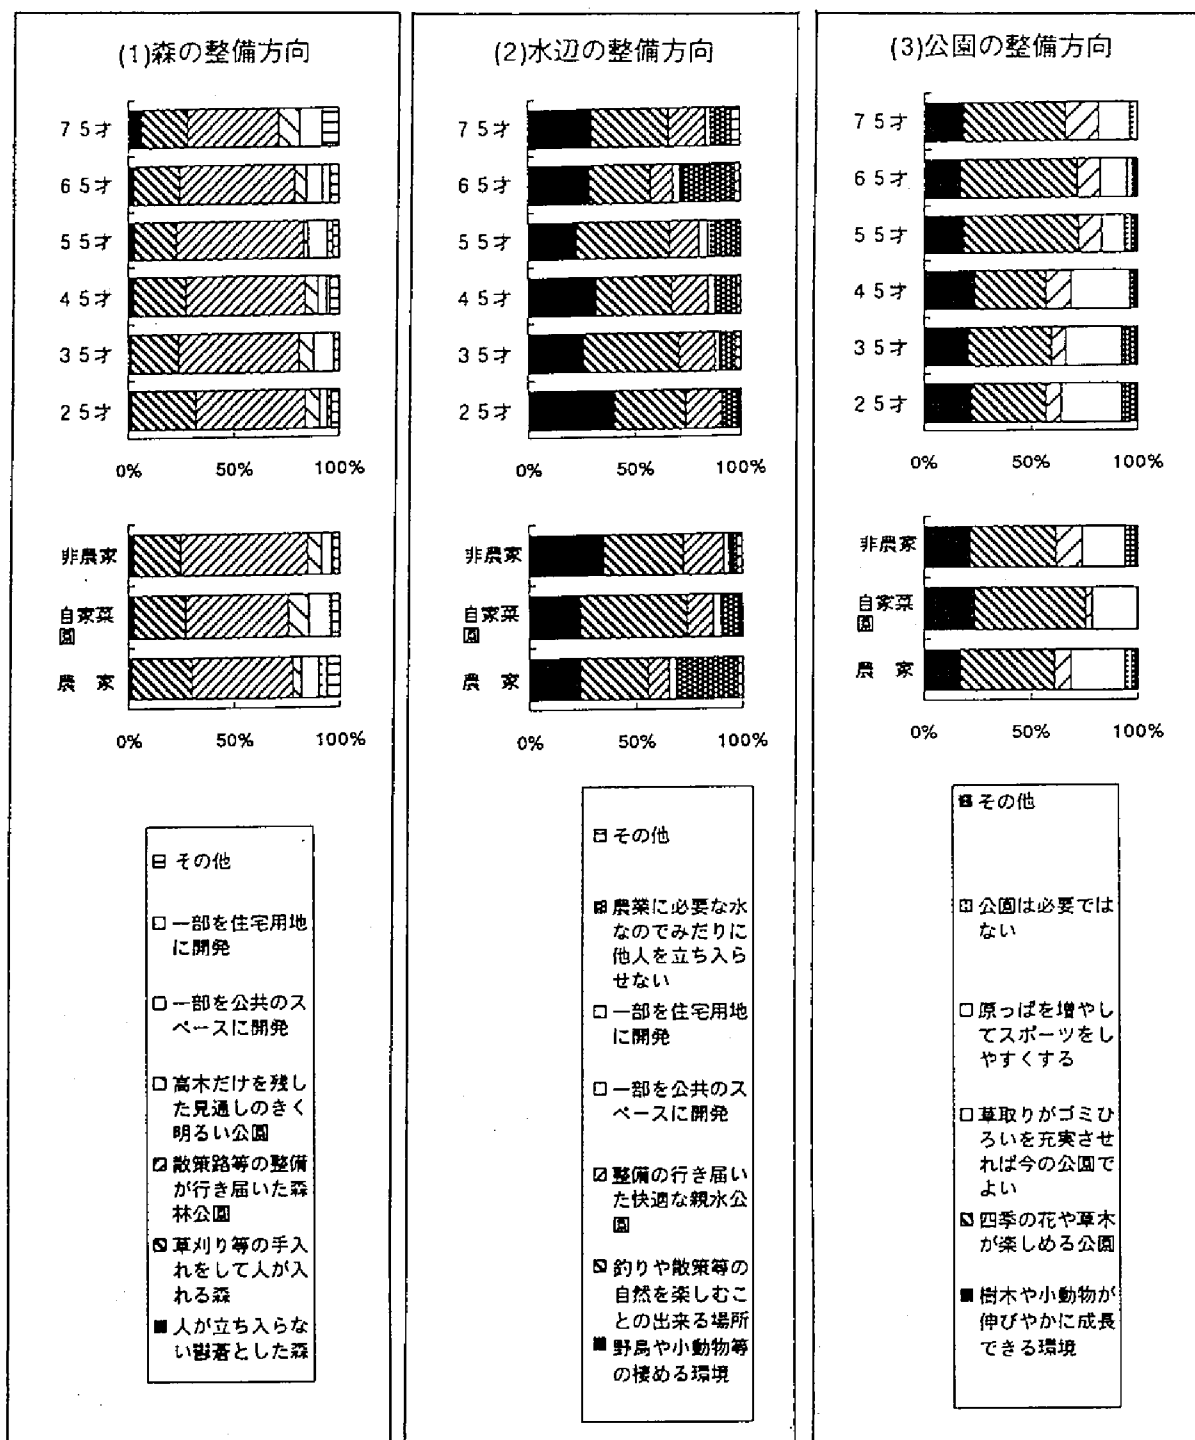 (1)森の整備方向
75才
65才
55才
45才
35才
25才
0%
50%
100%
非農家
自家菜
園
農 家
0%
50%
100%
その他
一部を住宅用地
に開発
一部を公共のス
ペースに開発
高木だけを残し
た見通しのきく
明るい公園
散策路等の整備
が行き届いた森
林公園
草刈り等の手入
れをして人が入
れる森
人が立ち入らな
い鬱蒼とした森
(2)水辺の整備方向
75才
65才
55才
45才
35才
25才
0%
50%
100%
非農家
自家菜
園
農 家
0%
50%
100%
その他
農業に必要な水
なのでみだりに
他人を立ち入ら
せない
一部を住宅用地
に開発
一部を公共のス
ペースに開発
整備の行き届い
た快適な親水公
園
釣りや散策等の
自然を楽しむこ
との出来る場所
野鳥や小動物等
の棲める環境
(3)公園の整備方向
75才
65才
55才
45才
35才
25才
0%
50%
100%
非農家
自家菜
園
農 家
0%
50%
100%
その他
公園は必要では
ない
原っぱを増やし
てスポーツをし
やすくする
草取りがゴミひ
ろいを充実させ
れば今の公園で
よい
四季の花や草木
が楽しめる公園
樹木や小動物が
伸びやかに成長
できる環境